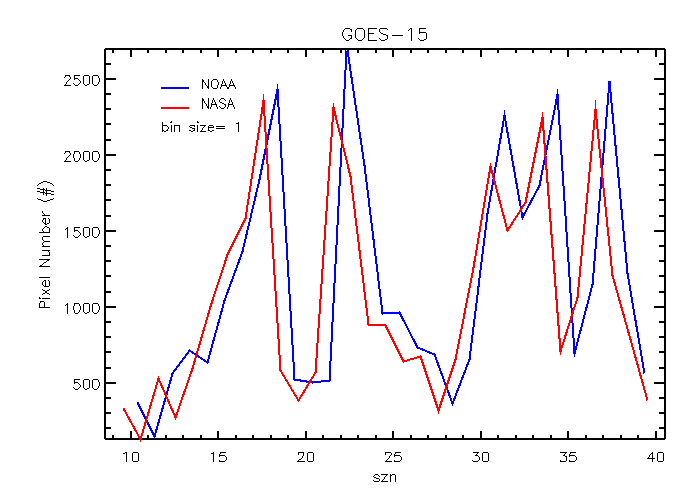 GOES-15
2500
2000
1500
1000
500
Pixel Number (#)
NOAA
NASA
bin size= 1
10 15 20 25 30 35 40
szn